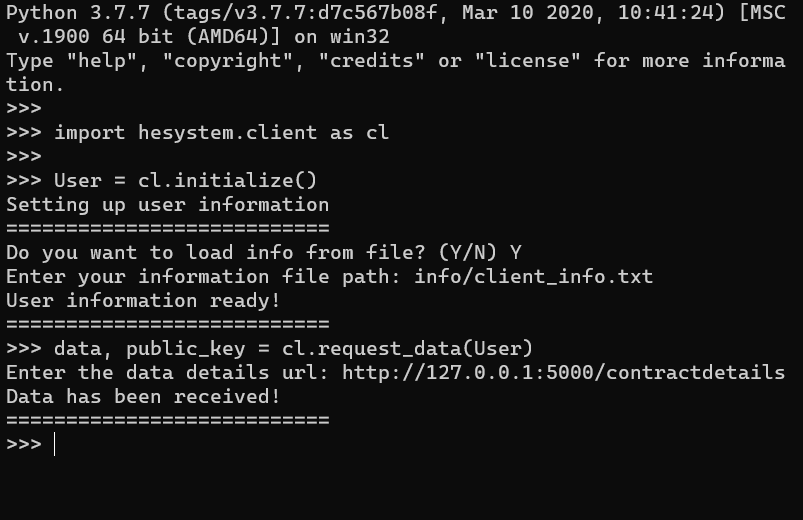 Python 3.7.7 (tags/v3.7.7:d7c567b08f, Mar 10 2020, 10:41:24) [MSC
 v.1900 64 bit (AMD64)] on win32
Type "help", "copyright", "credits" or "license" for more informa
tion.
>>>
>>> import hesystem.client as cl
>>>
>>> User = cl.initialize()
Setting up user information
===========================
Do you want to load info from file? (Y/N) Y
Enter your information file path: info/client_info.txt
User information ready!
===========================
>>> data, public_key = cl.request_data(User)
Enter the data details url: http://127.0.0.1:5000/contractdetails
Data has been received!
===========================
>>>